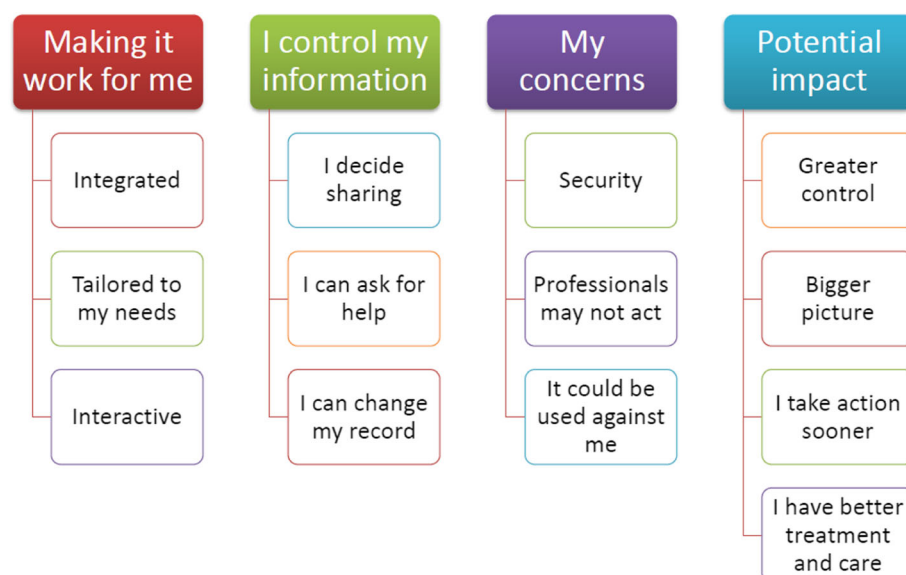 Making it
work for me
Integrated
Tailored to
my needs
Interactive
I control my
information
I decide
sharing
I can ask for
help
I can change
my record
My
concerns
Security
Professionals
may not act
It could be
used against
me
Potential
impact
Greater
control
Bigger
picture
I take action
sooner
I have better
treatment
and care